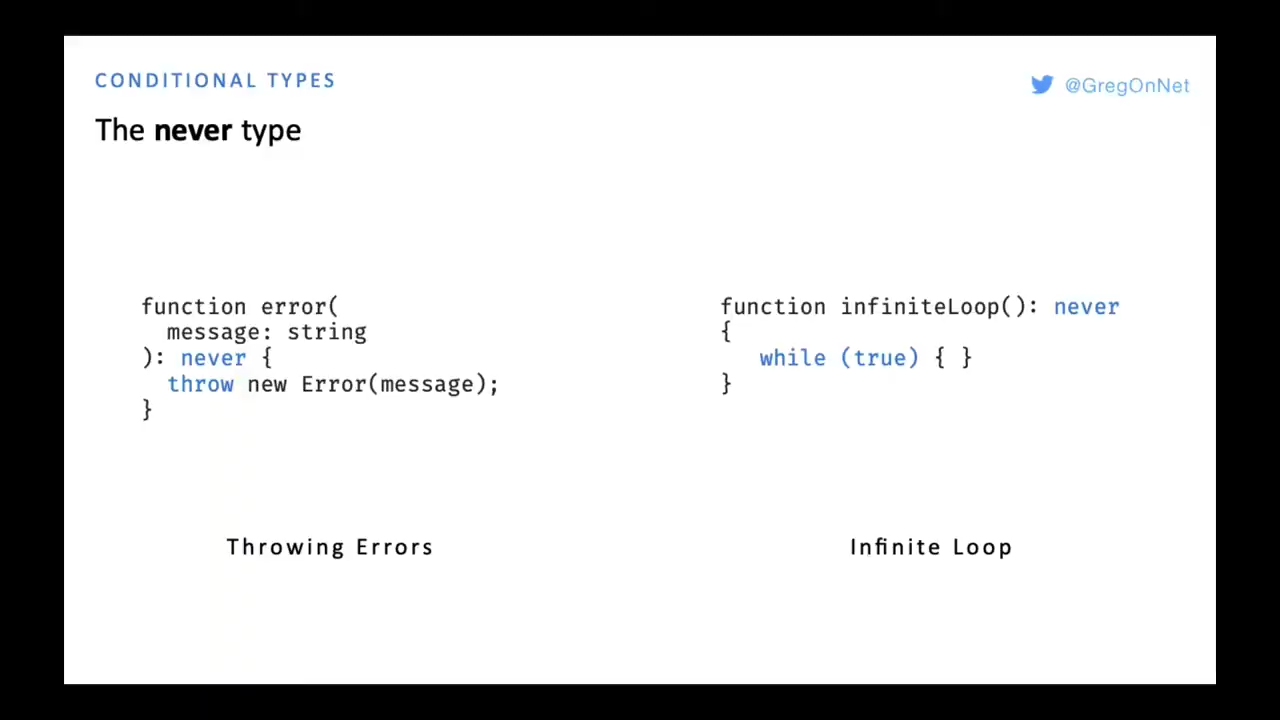 CONDITIONAL TYPES
@GregOnNet
The never type
function error(
message: string
): never {
throw new Error(message);
}
function infiniteLoop(): never
{
while (true) { }
}
Throwing Errors
Infinite Loop